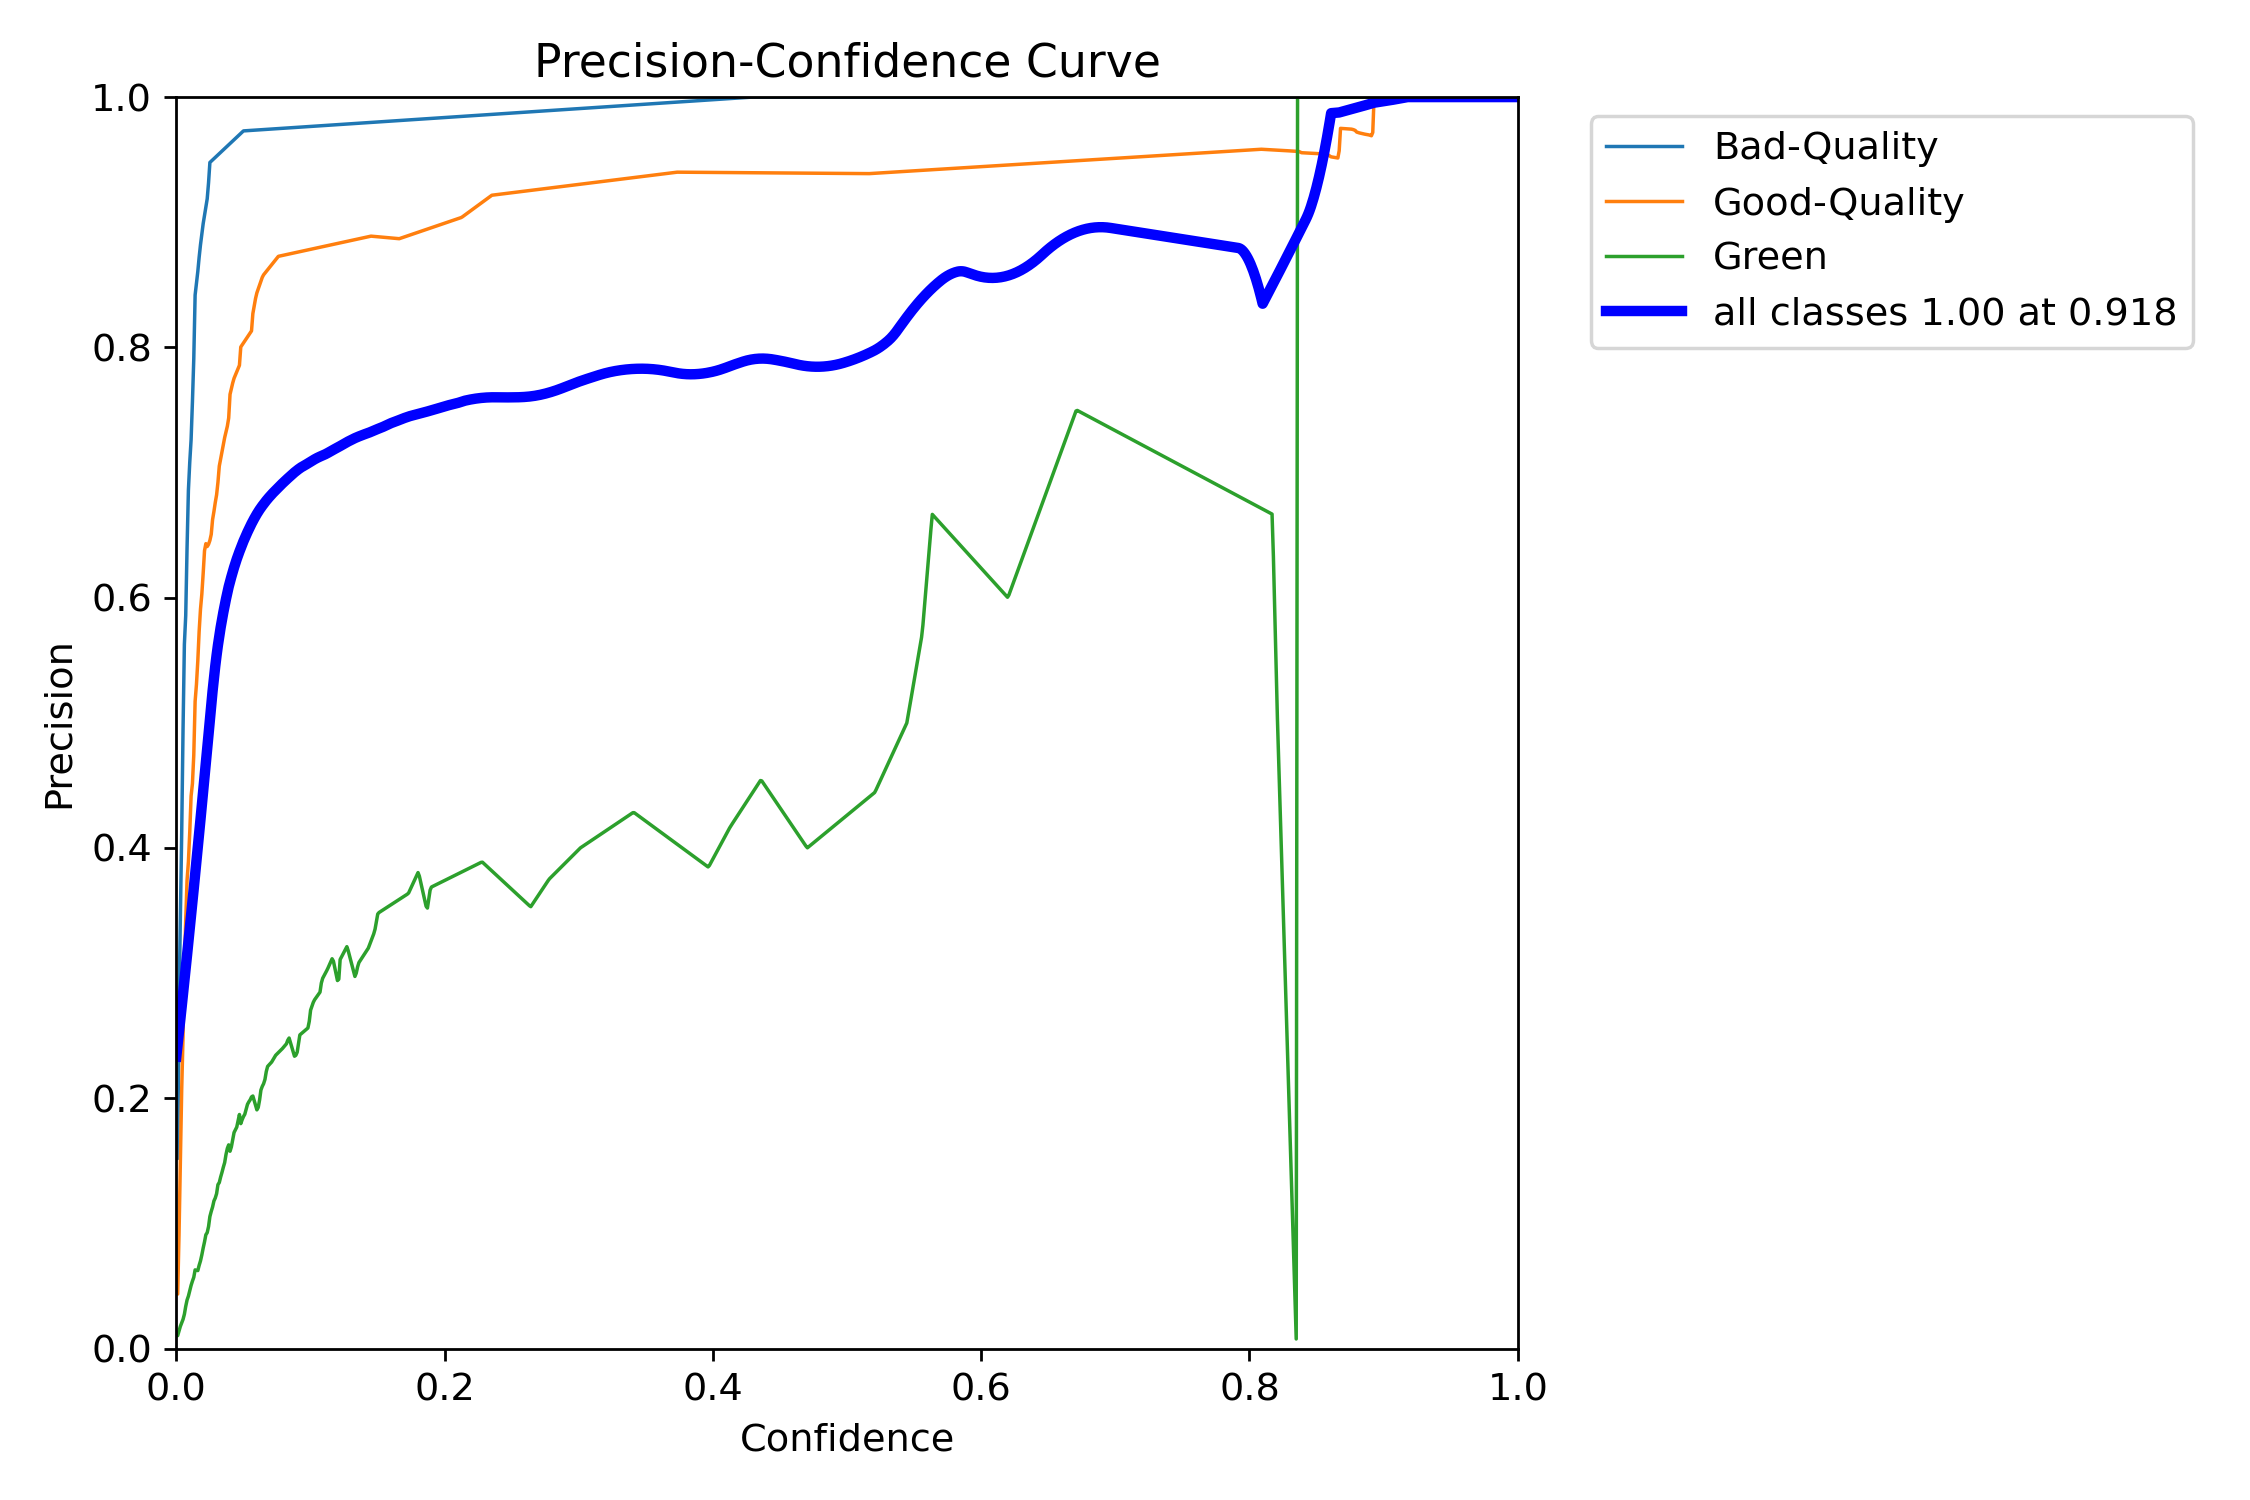 Precision-Confidence Curve
1.0
0.8
0.6
0.4
0.2
0.0
Precision
0.0 0.2 0.4 0.6 0.8 1.0
Confidence
Bad-Quality
Good-Quality
Green
all classes 1.00 at 0.918